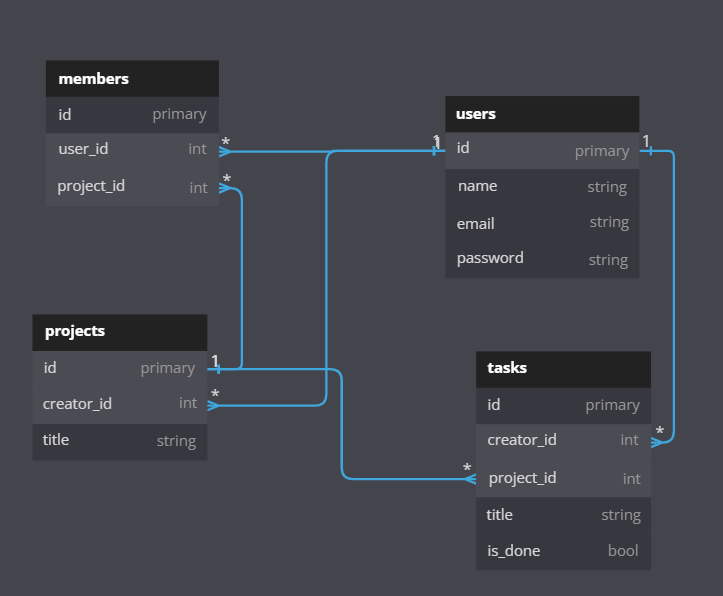 members
id primary
user_id int
project_id int
*
*
users
id primary
name string
email string
password string
1
1
projects
id primary
creator_id int
title string
1
*
tasks
id primary
creator_id int
project_id int
title string
is_done bool
*
*